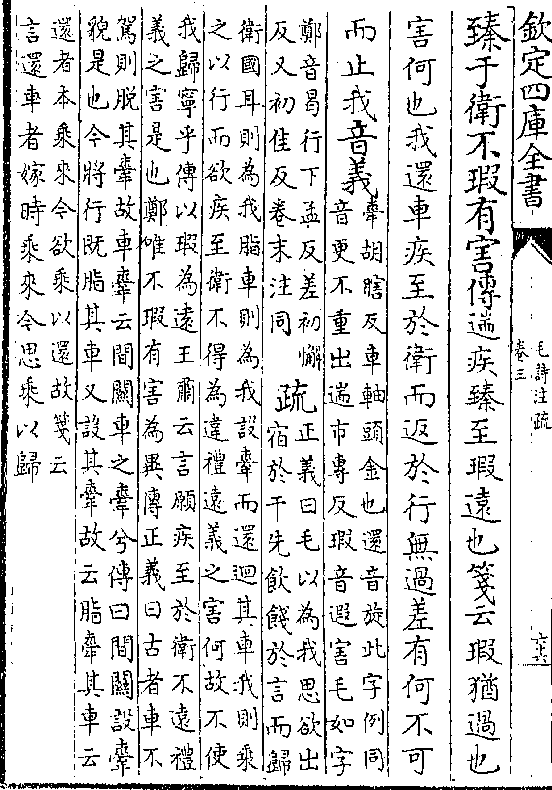 欽定四庫全書
毛詩注疏
卷三
六十六
臻于衛不瑕有害傳遄疾臻至瑕遠也箋云瑕猶過也
害何也我還車疾至於衛而返於行無過差有何不可
而止我音義
舝胡瞎反車軸頭金也還音旋此字例同
音更不重出遄市專反瑕音遐害毛如字
鄭音曷行下孟反差初懈
反又初佳反卷末注同
疏
正義曰毛以為我思欲出
宿於干先飲餞於言而歸
衛國耳則為我脂車則為我設舝而還迴其車我則乘
之以行而欲疾至衛不得為違禮遠義之害何故不使
我歸寧乎傳以瑕為遠王肅云言願疾至於衛不遠禮
義之害是也鄭唯不瑕有害為異傳正義曰古者車不
駕則脫其舝故車舝云間關車之舝兮傳曰間關設舝
貌是也今將行既脂其車又設其舝故云脂舝其車云
還者本乘來今欲乘以還故箋云
言還車者嫁時乘來今思乘以歸